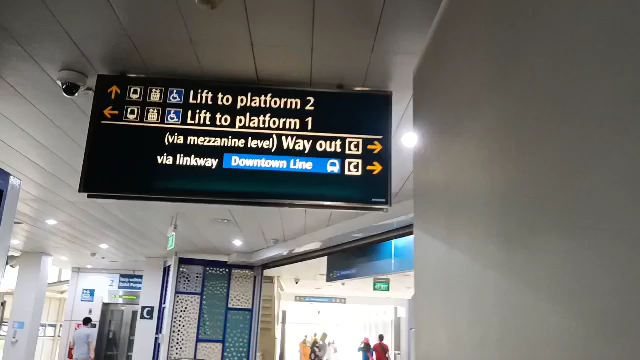 Lift to platform 2
Lift to platform 1
(via mezzanine level) Way out C
via linkway Downtown Line C
C